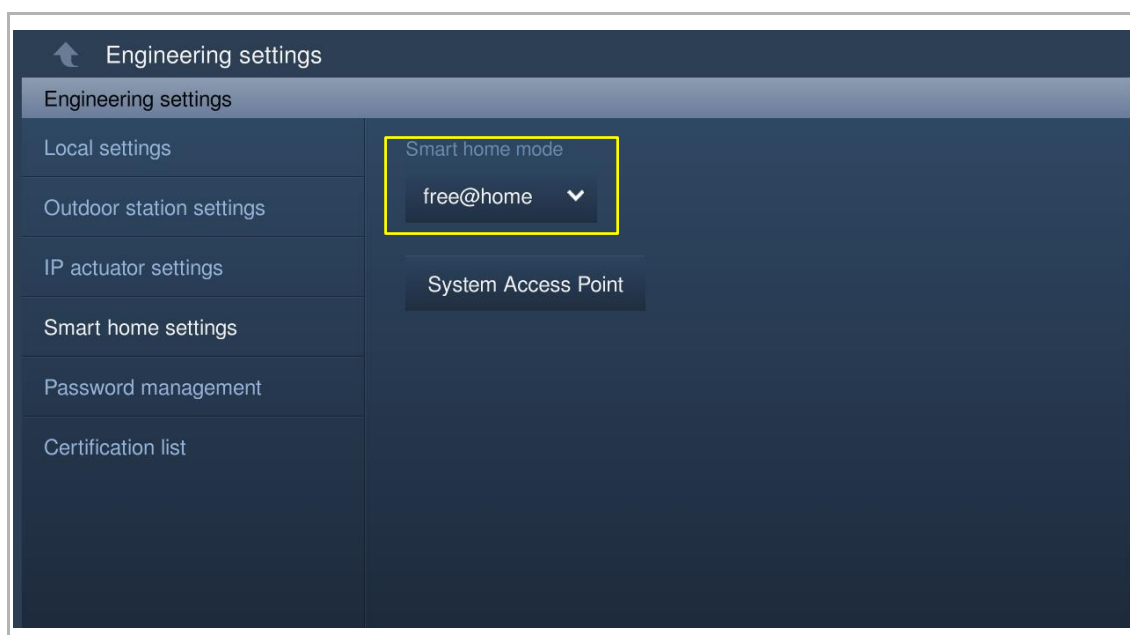 Engineering settings
Engineering settings
Local settings
Outdoor station settings
IP actuator settings
Smart home settings
Password management
Certification list
Smart home mode
free@home
System Access Point